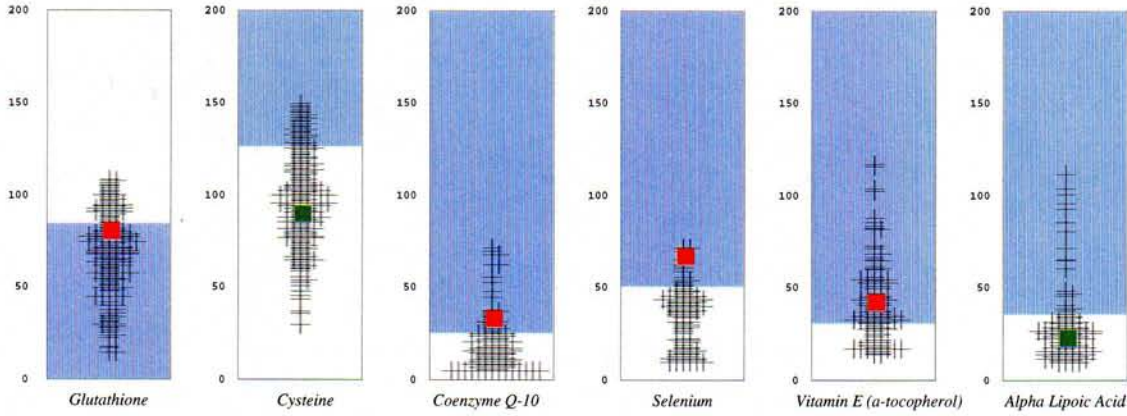 200 200 200 200 200 200
150 150 150 150 150 150
100 100 100 100 100 100
50 50 50 50 50 50
0 0 0 0 0 0
Glutathione Cysteine Coenzyme Q-10 Selenium Vitamin E (a-tocopherol) Alpha Lipoic Acid